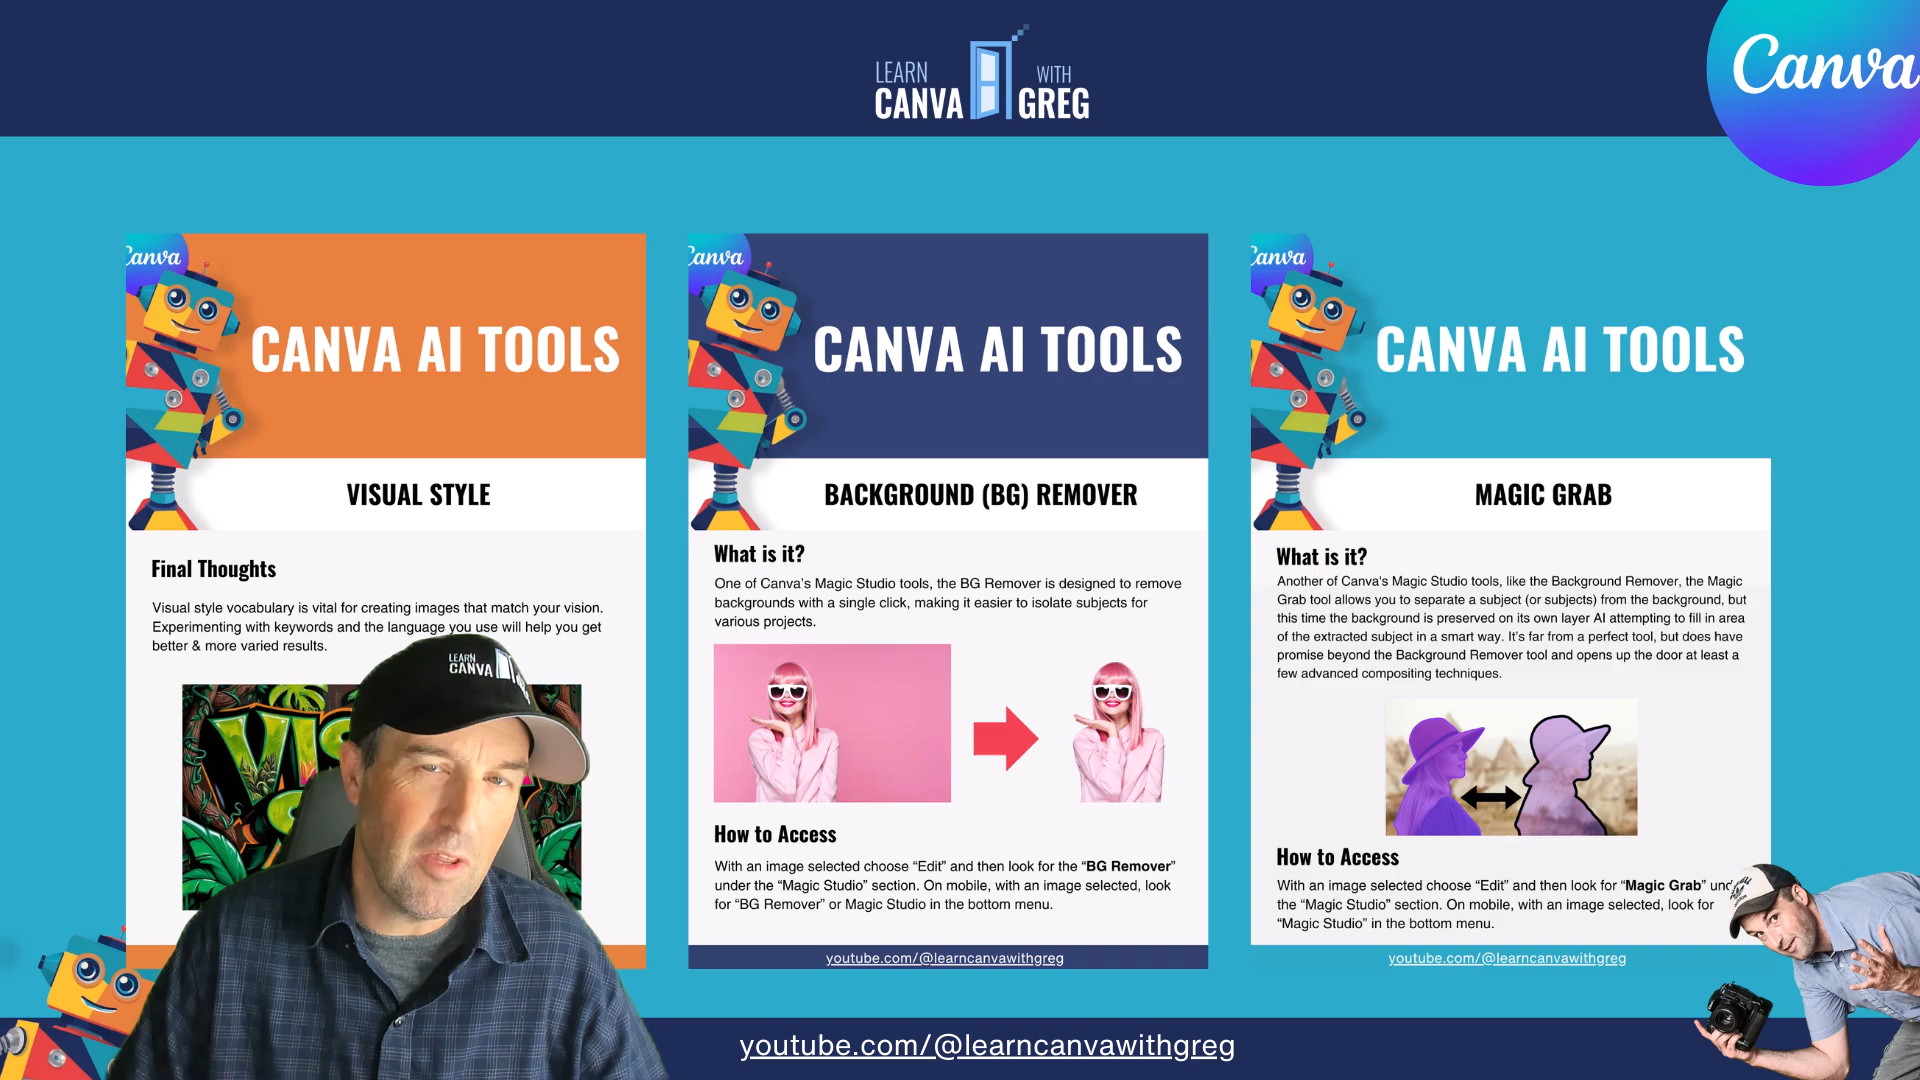 LEARN WITH
CANVA GREG
Canva
Canva
CANVA AI TOOLS
VISUAL STYLE
Final Thoughts
Visual style vocabulary is vital for creating images that match your vision.
Experimenting with keywords and the language you use will help you get
better & more varied results.
LEARN
CANVA
Canva
CANVA AI TOOLS
BACKGROUND (BG) REMOVER
What is it?
One of Canva's Magic Studio tools, the BG Remover is designed to remove
backgrounds with a single click, making it easier to isolate subjects for
various projects.
How to Access
With an image selected choose “Edit” and then look for the “BG Remover”
under the “Magic Studio” section. On mobile, with an image selected, look
for “BG Remover” or Magic Studio in the bottom menu.
youtube.com/@learncanvawithgreg
Canva
CANVA AI TOOLS
MAGIC GRAB
What is it?
Another of Canva's Magic Studio tools, like the Background Remover, the Magic
Grab tool allows you to separate a subject (or subjects) from the background, but
this time the background is preserved on its own layer AI attempting to fill in area
of the extracted subject in a smart way. It's far from a perfect tool, but does have
promise beyond the Background Remover tool and opens up the door at least a
few advanced compositing techniques.
How to Access
With an image selected choose “Edit” and then look for “Magic Grab”
the “Magic Studio” section. On mobile, with an image selected, look for
“Magic Studio” in the bottom menu.
youtube.com/@learncanvawithgreg
youtube.com/@learncanvawithgreg